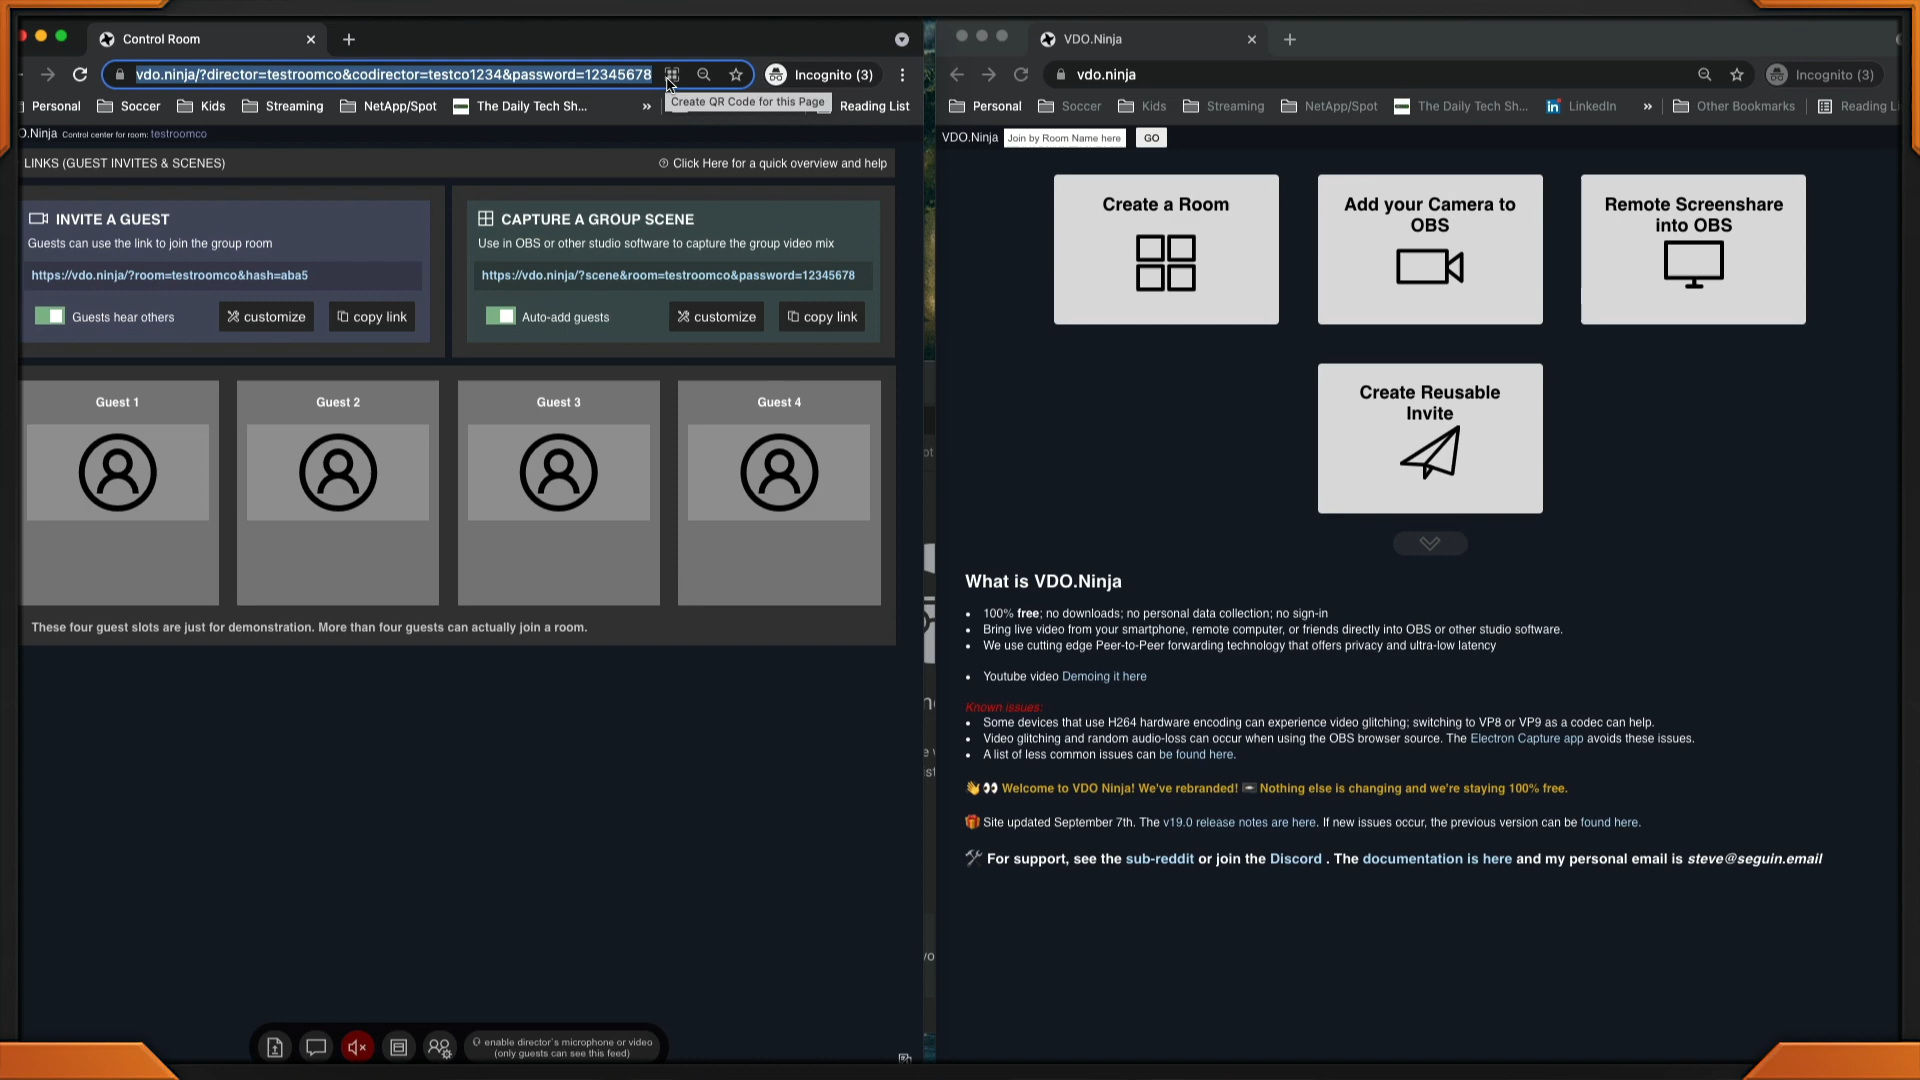 Control Room
vdo.ninja/?director=testroomco&codirector=testco1234&password=12345678
Incognito (3)
Create QR Code for this Page
Personal
Soccer
Kids
Streaming
NetApp/Spot
The Daily Tech Sh...
»
Reading List
O.Ninja Control center for room: testroomco
LINKS (GUEST INVITES & SCENES)
Click Here for a quick overview and help
INVITE A GUEST
Guests can use the link to join the group room
https://vdo.ninja/?room=testroomco&hash=aba5
Guests hear others
customize
copy link
CAPTURE A GROUP SCENE
Use in OBS or other studio software to capture the group video mix
https://vdo.ninja/?scene&room=testroomco&password=12345678
Auto-add guests
customize
copy link
Guest 1
Guest 2
Guest 3
Guest 4
These four guest slots are just for demonstration. More than four guests can actually join a room.
enable director's microphone or video
(only guests can see this feed)
VDO.Ninja
vdo.ninja
Incognito (3)
Personal
Soccer
Kids
Streaming
NetApp/Spot
The Daily Tech Sh...
LinkedIn
»
Other Bookmarks
Reading Li
VDO.Ninja
Join by Room Name here
GO
Create a Room
Add your Camera to
OBS
Remote Screenshare
into OBS
Create Reusable
Invite
What is VDO.Ninja
• 100% free; no downloads; no personal data collection; no sign-in
• Bring live video from your smartphone, remote computer, or friends directly into OBS or other studio software.
• We use cutting edge Peer-to-Peer forwarding technology that offers privacy and ultra-low latency
• Youtube video Demoing it here
Known issues:
• Some devices that use H264 hardware encoding can experience video glitching; switching to VP8 or VP9 as a codec can help.
• Video glitching and random audio-loss can occur when using the OBS browser source. The Electron Capture app avoids these issues.
• A list of less common issues can be found here.
👋👀 Welcome to VDO Ninja! We've rebranded! Nothing else is changing and we're staying 100% free.
🎁 Site updated September 7th. The v19.0 release notes are here. If new issues occur, the previous version can be found here.
🛠 For support, see the sub-reddit or join the Discord . The documentation is here and my personal email is steve@seguin.email